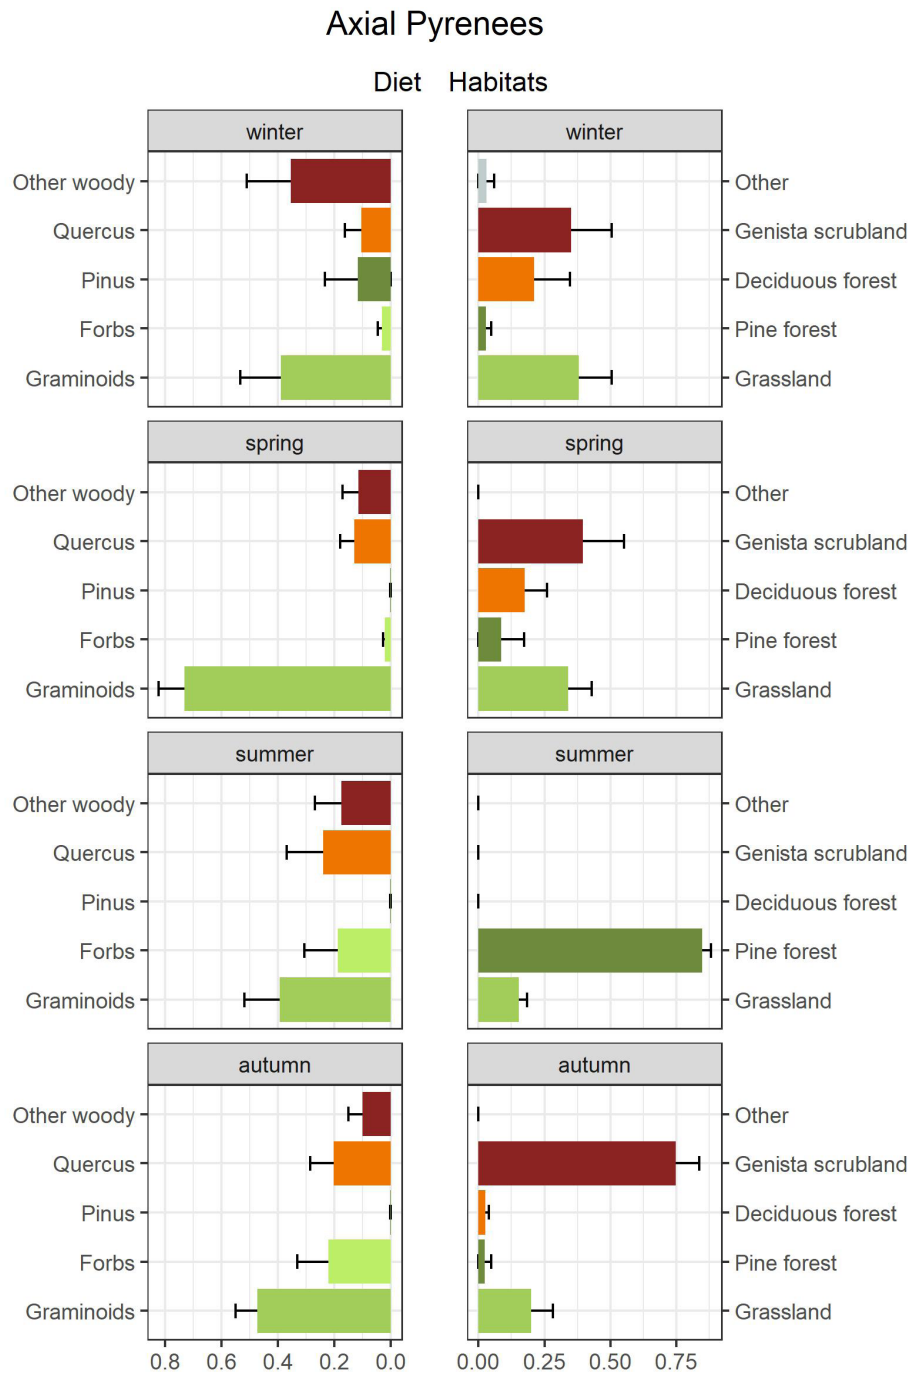 Axial Pyrenees
Diet Habitats
winter winter
Other woody Other
Quercus Genista scrubland
Pinus Deciduous forest
Forbs Pine forest
Graminoids Grassland
spring spring
Other woody Other
Quercus Genista scrubland
Pinus Deciduous forest
Forbs Pine forest
Graminoids Grassland
summer summer
Other woody Other
Quercus Genista scrubland
Pinus Deciduous forest
Forbs Pine forest
Graminoids Grassland
autumn autumn
Other woody Other
Quercus Genista scrubland
Pinus Deciduous forest
Forbs Pine forest
Graminoids Grassland
0.8 0.6 0.4 0.2 0.0 0.00 0.25 0.50 0.75